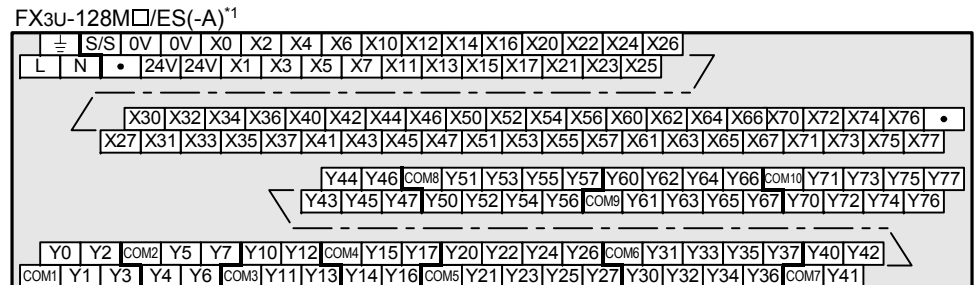 FX3U-128M□/ES(-A)*1
⏚ S/S 0V 0V X0 X2 X4 X6 X10 X12 X14 X16 X20 X22 X24 X26
L N • 24V 24V X1 X3 X5 X7 X11 X13 X15 X17 X21 X23 X25
X30 X32 X34 X36 X40 X42 X44 X46 X50 X52 X54 X56 X60 X62 X64 X66 X70 X72 X74 X76 •
X27 X31 X33 X35 X37 X41 X43 X45 X47 X51 X53 X55 X57 X61 X63 X65 X67 X71 X73 X75 X77
Y44 Y46 COM8 Y51 Y53 Y55 Y57 Y60 Y62 Y64 Y66 COM10 Y71 Y73 Y75 Y77
Y43 Y45 Y47 Y50 Y52 Y54 Y56 COM9 Y61 Y63 Y65 Y67 Y70 Y72 Y74 Y76
Y0 Y2 COM2 Y5 Y7 Y10 Y12 COM4 Y15 Y17 Y20 Y22 Y24 Y26 COM6 Y31 Y33 Y35 Y37 Y40 Y42
COM1 Y1 Y3 Y4 Y6 COM3 Y11 Y13 Y14 Y16 COM5 Y21 Y23 Y25 Y27 Y30 Y32 Y34 Y36 COM7 Y41